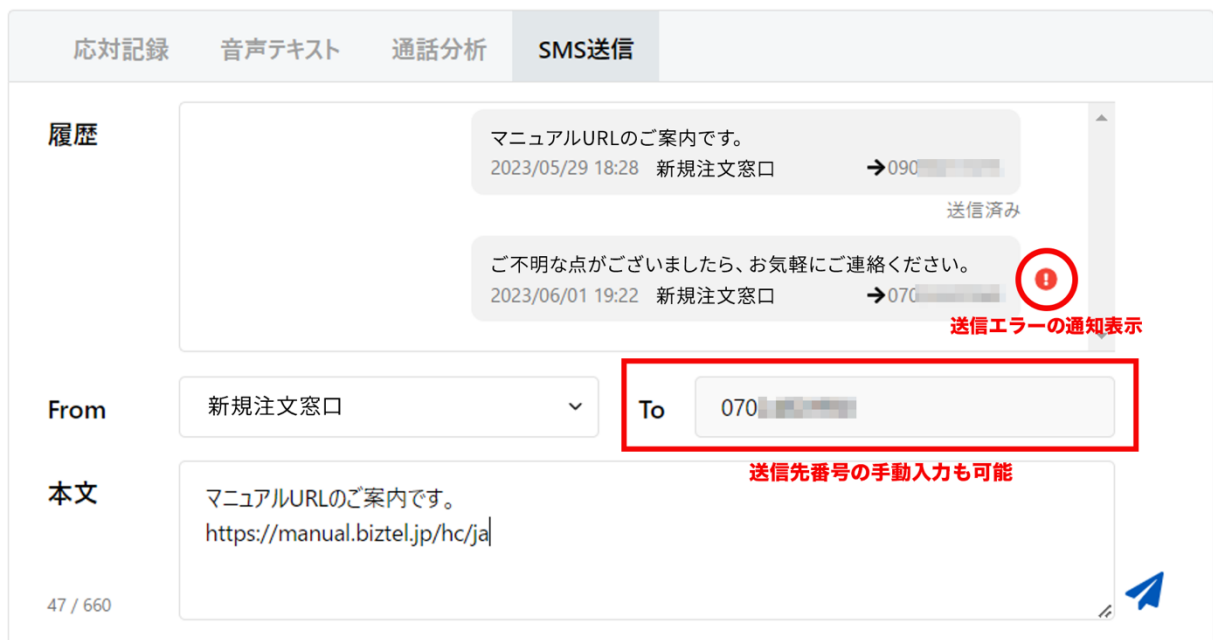 応対記録 音声テキスト 通話分析 SMS送信
履歴
マニュアルURLのご案内です。
2023/05/29 18:28 新規注文窓口 →090
送信済み
ご不明な点がございましたら、お気軽にご連絡ください。
2023/06/01 19:22 新規注文窓口 →070
送信エラーの通知表示
From 新規注文窓口 To 070
送信先番号の手動入力も可能
本文
マニュアルURLのご案内です。
https://manual.biztel.jp/hc/ja
47 / 660